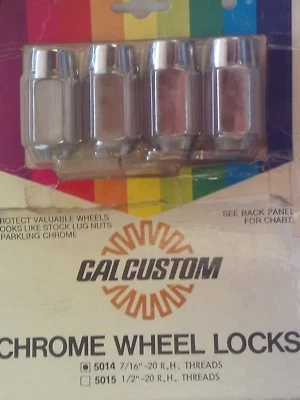 PROTECT VALUABLE WHEELS
LOOKS LIKE STOCK LUG NUTS
SPARKLING CHROME
SEE BACK PANEL
FOR CHART.
CALCUSTOM
CHROME WHEEL LOCKS
5014 7/16"-20 R.H. THREADS
5015 1/2"-20 R.H. THREADS